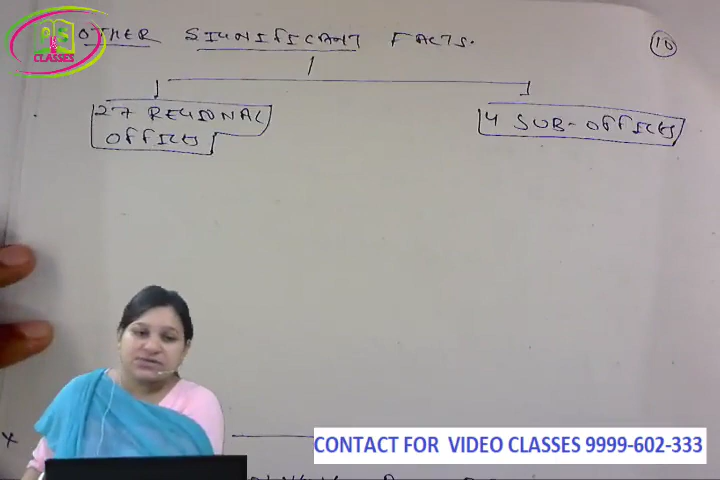 OTHER SIGNIFICANT FACTS.
10
27 REGIONAL
OFFICES
4 SUB-OFFICES
CLASSES
X
CONTACT FOR VIDEO CLASSES 9999-602-333